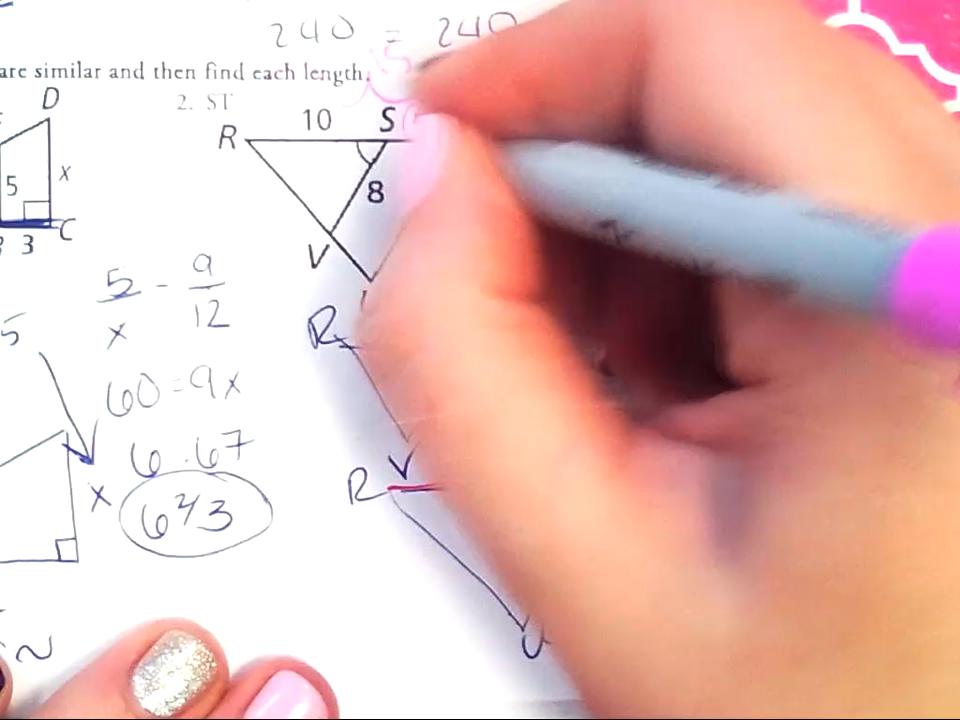 240 = 240
are similar and then find each length.
D
2. ST
R 10 S
x
5
8
C
3
V
5/x - 9/12
R
5
60 = 9x
V
6.67
R
x
6 2/3
U
~